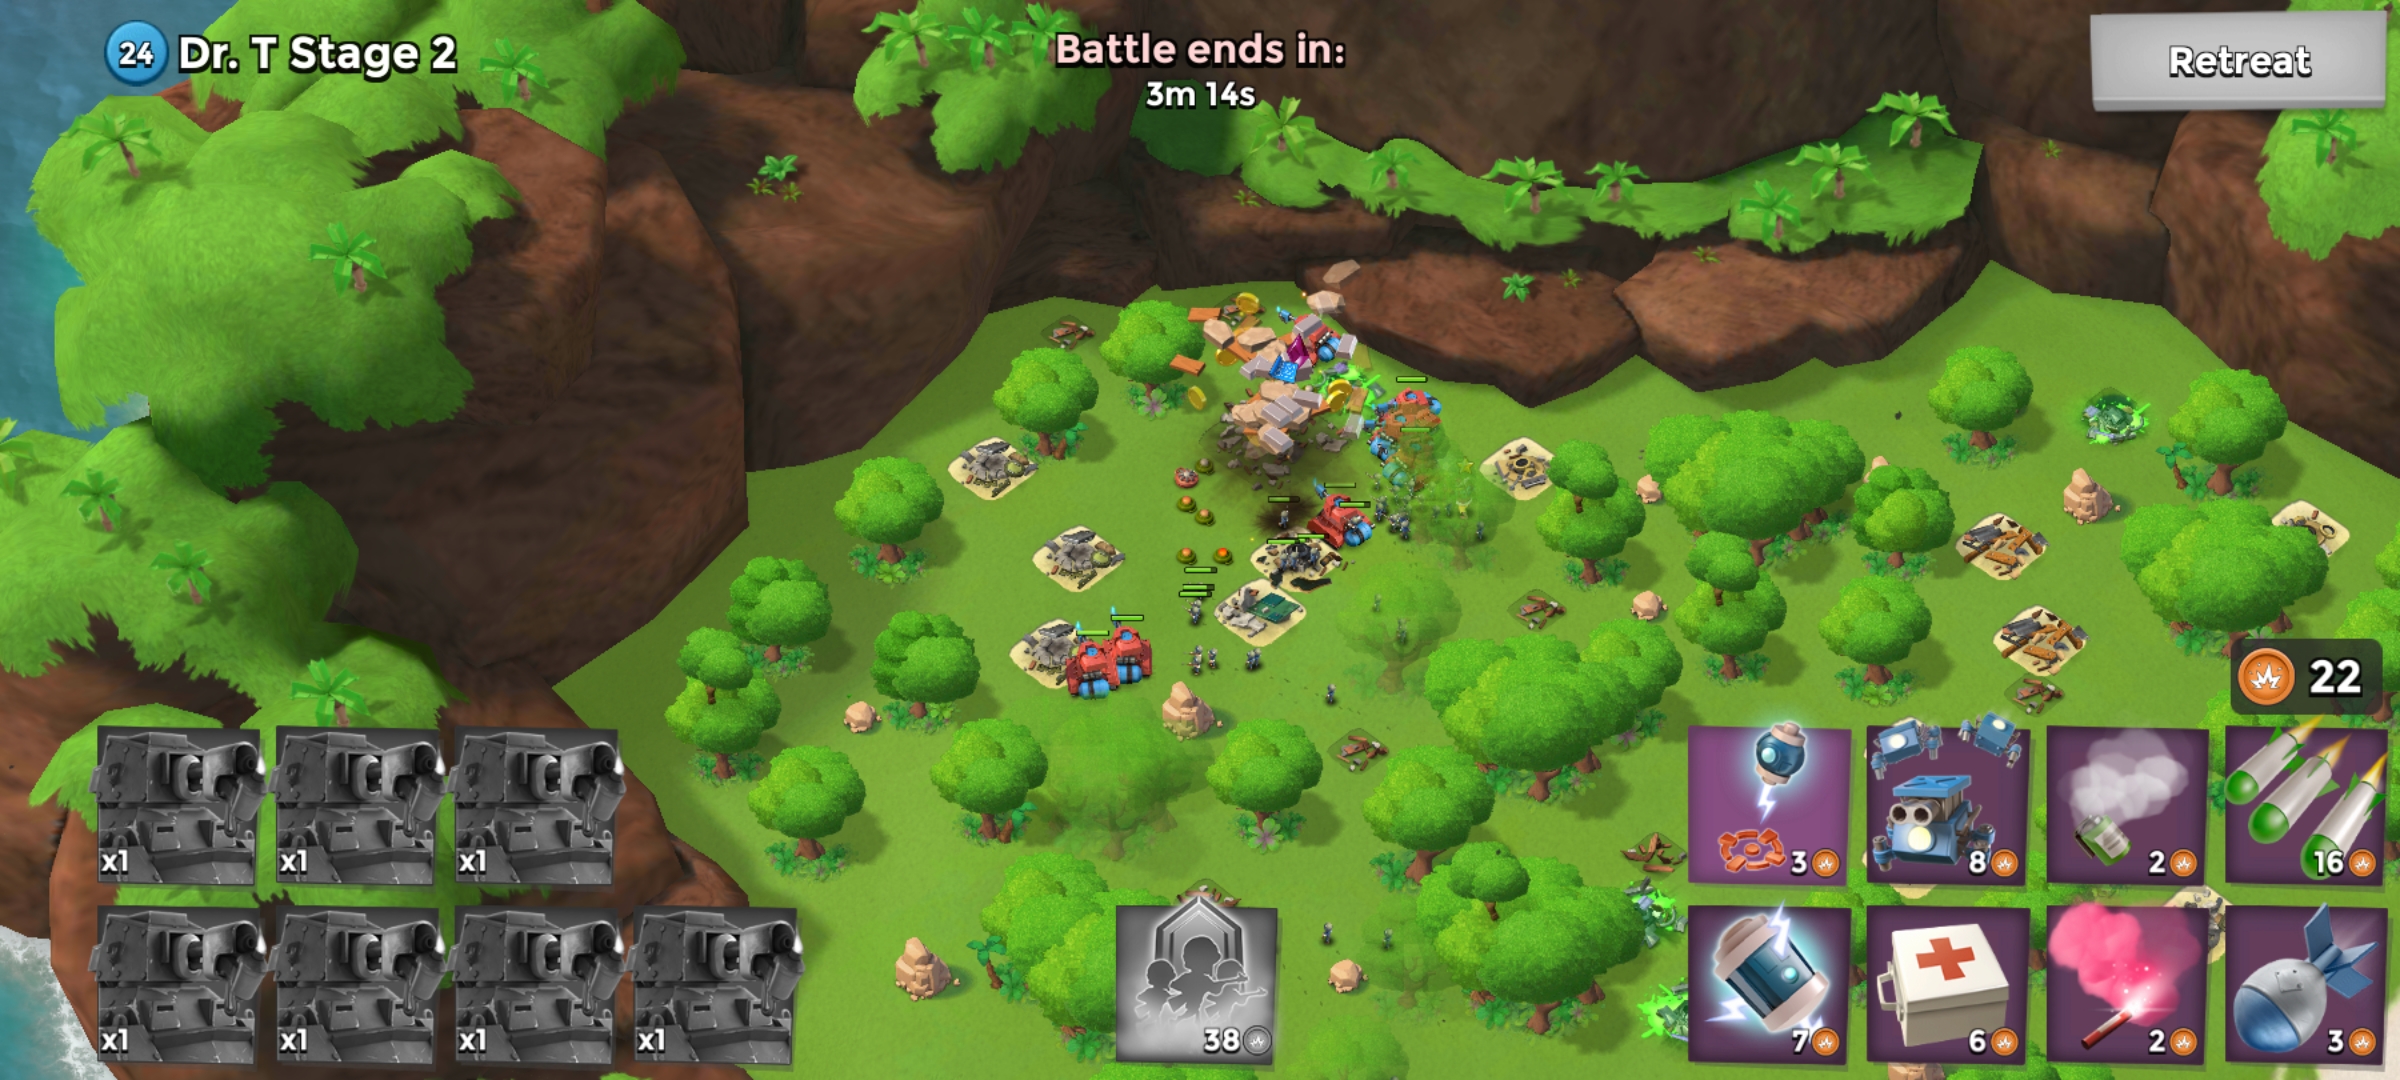 24 Dr. T Stage 2
Battle ends in:
3m 14s
Retreat
22
x1 x1 x1
3 8 2 16
x1 x1 x1 x1
38
7 6 2 3